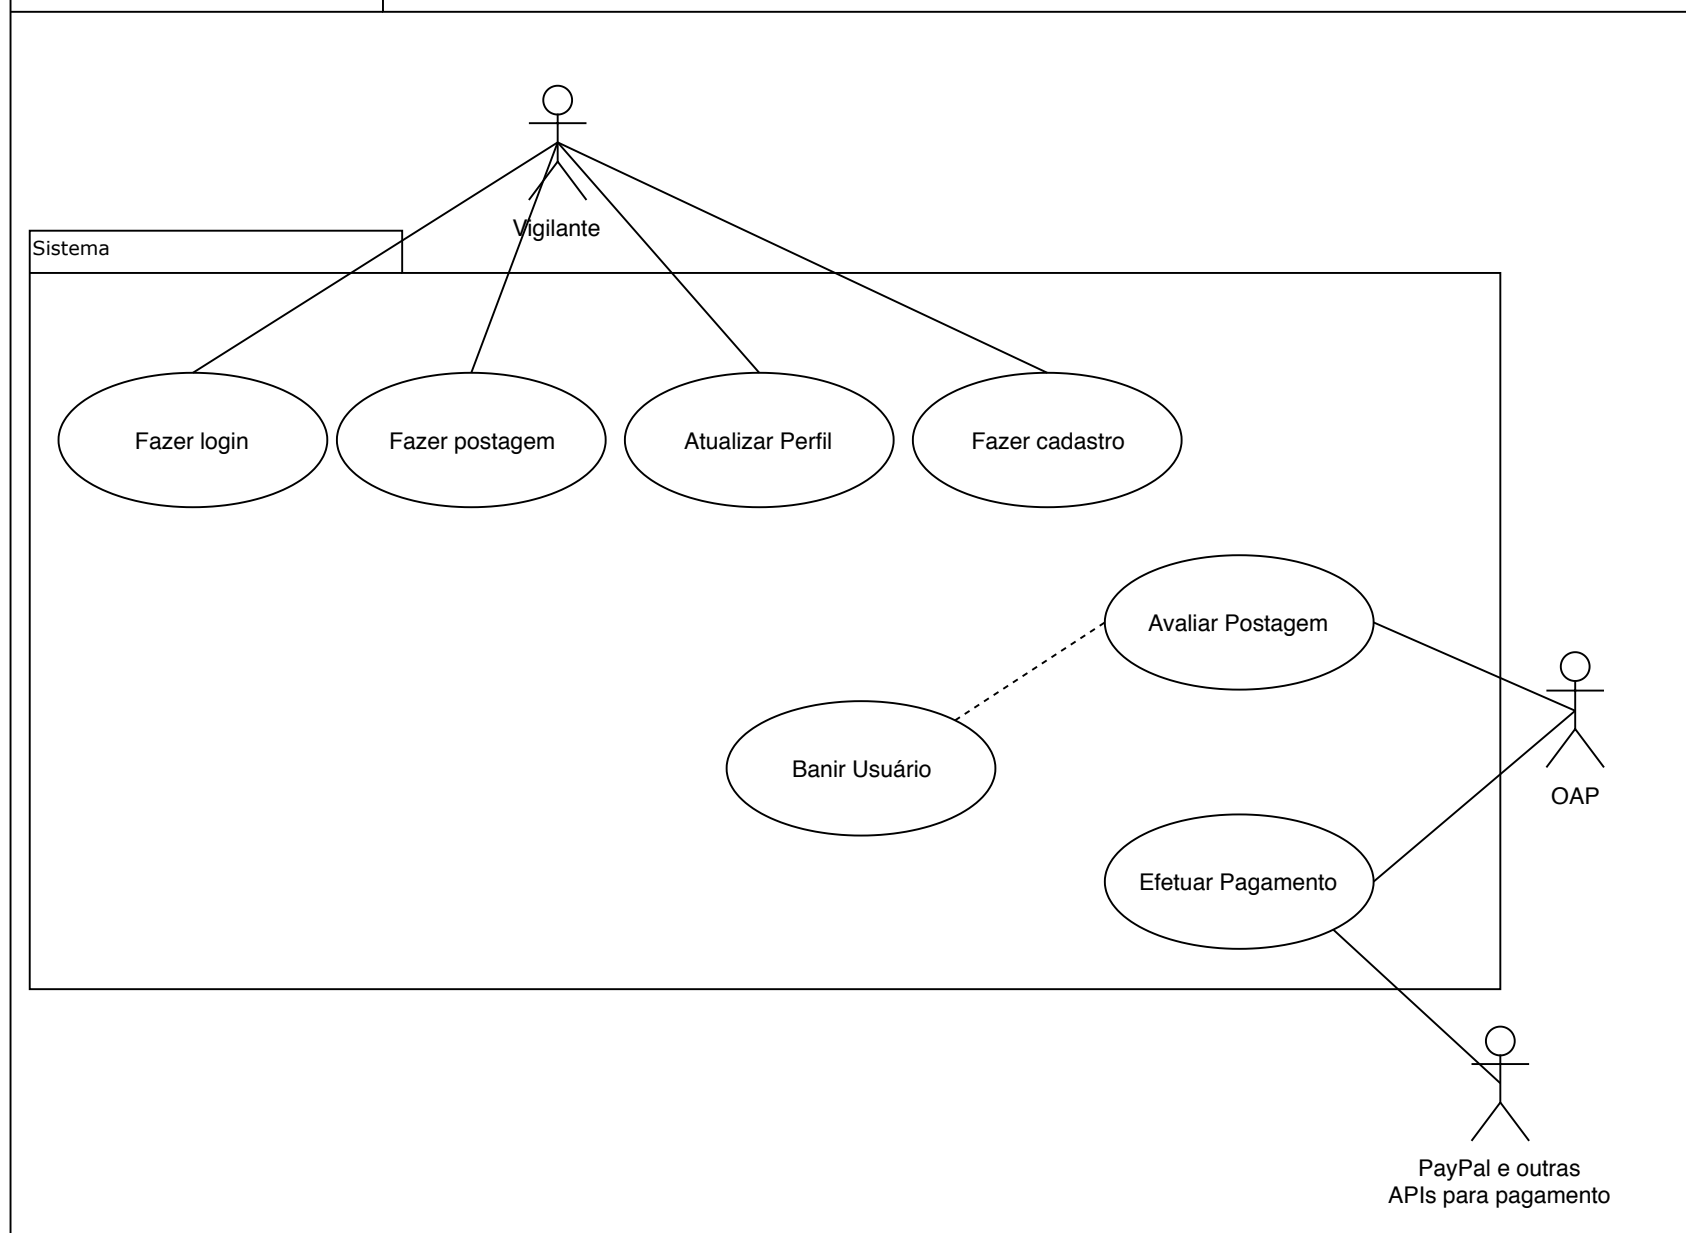 Vigilante
Sistema
Fazer login
Fazer postagem
Atualizar Perfil
Fazer cadastro
Avaliar Postagem
Banir Usuário
OAP
Efetuar Pagamento
PayPal e outras
APIs para pagamento